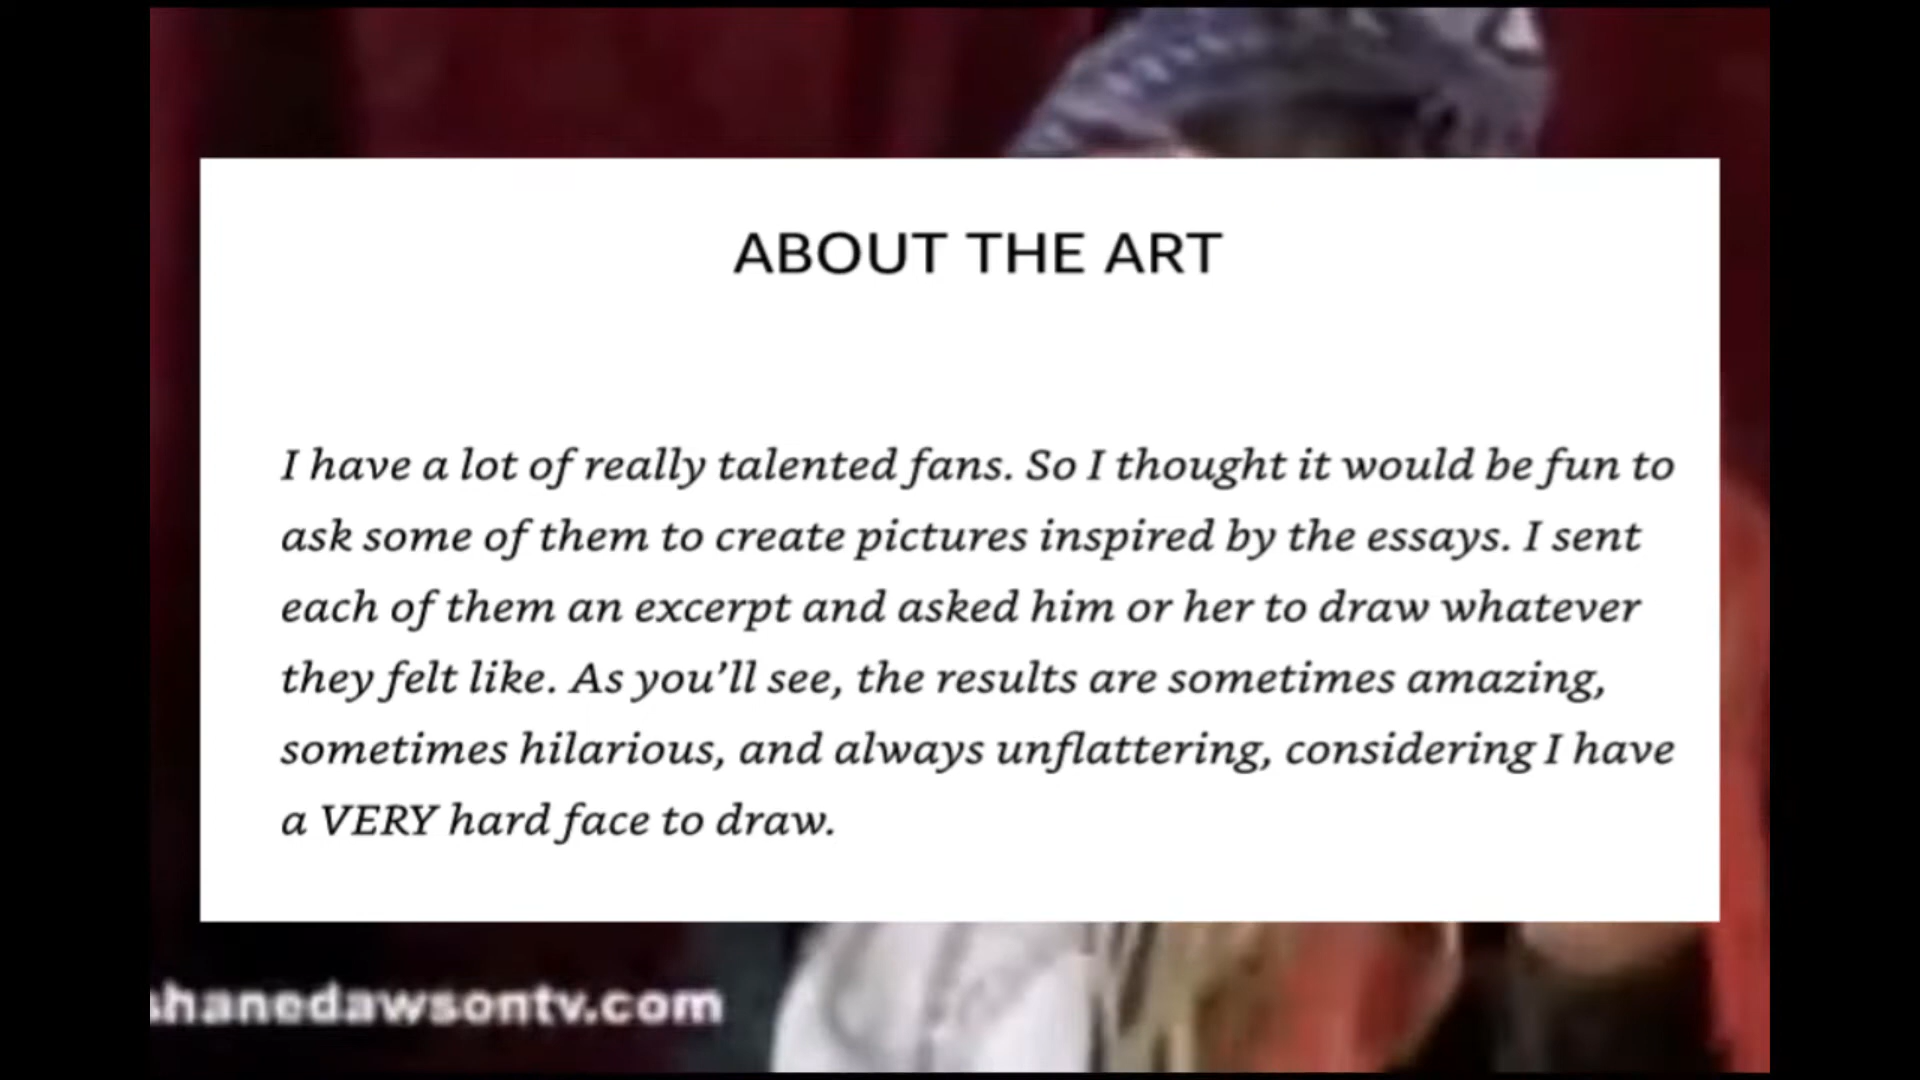 ABOUT THE ART
I have a lot of really talented fans. So I thought it would be fun to
ask some of them to create pictures inspired by the essays. I sent
each of them an excerpt and asked him or her to draw whatever
they felt like. As you’ll see, the results are sometimes amazing,
sometimes hilarious, and always unflattering, considering I have
a VERY hard face to draw.
shanedawsontv.com